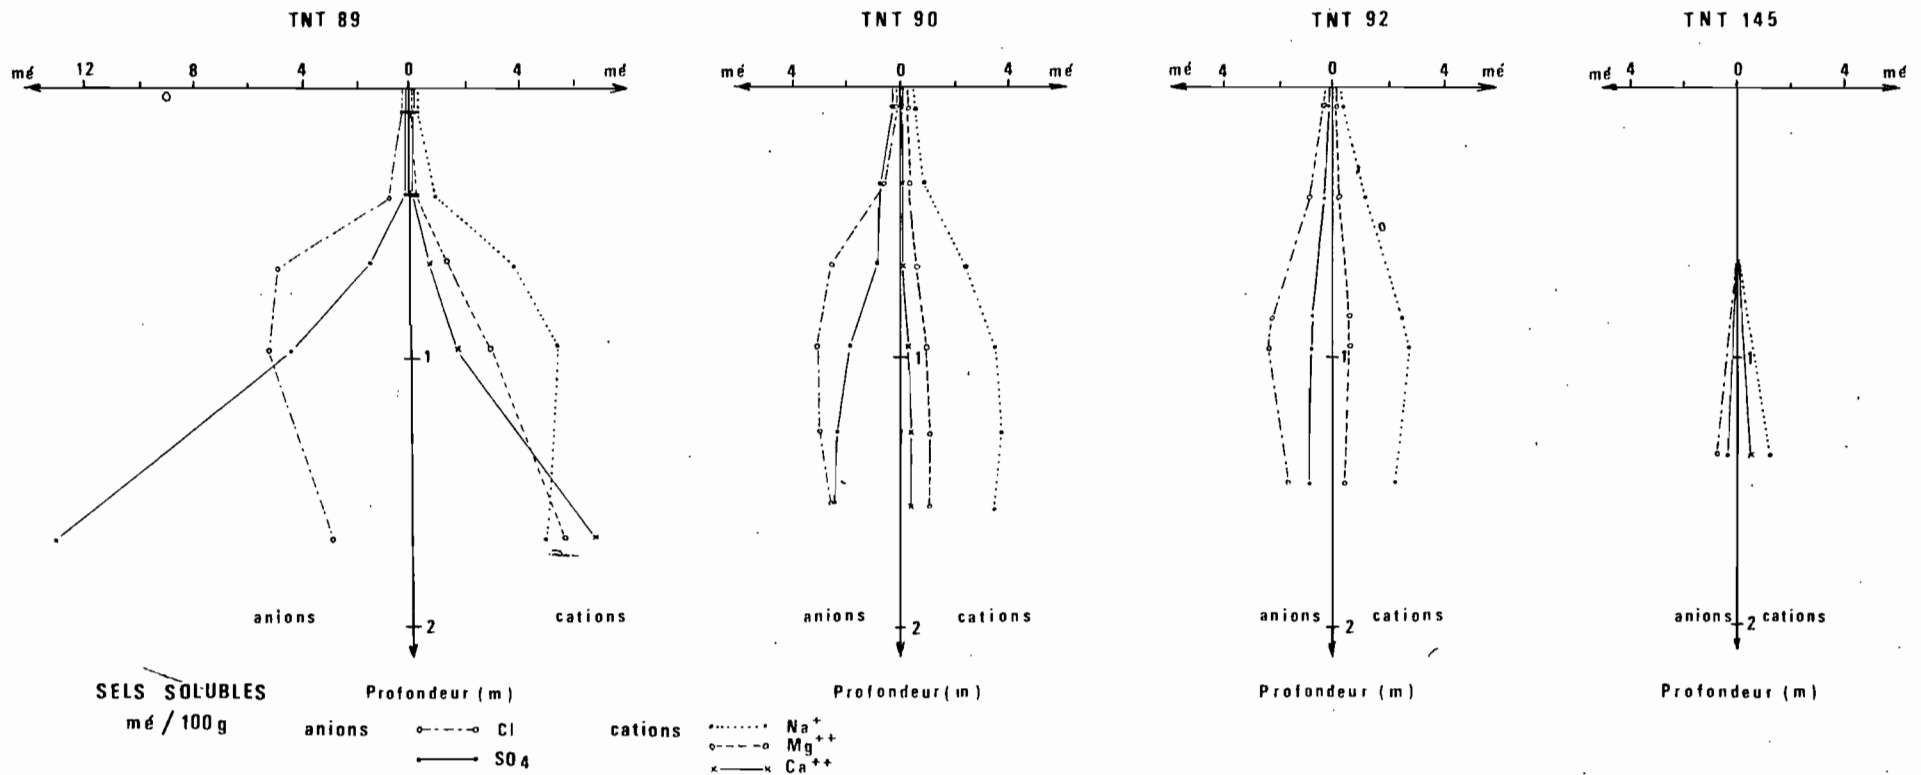 TNT 89
TNT 90
TNT 92
TNT 145
mé 12 8 4 0 4 mé
mé 4 0 4 mé
mé 4 0 4 mé
mé 4 0 4 mé
1
1
1
1
anions cations
anions cations
anions cations
anions cations
2
2
2
2
Profondeur (m)
Profondeur (m)
Profondeur (m)
Profondeur (m)
SELS SOLUBLES
mé / 100 g
anions
Cl
SO4
cations
Na+
Mg++
Ca++